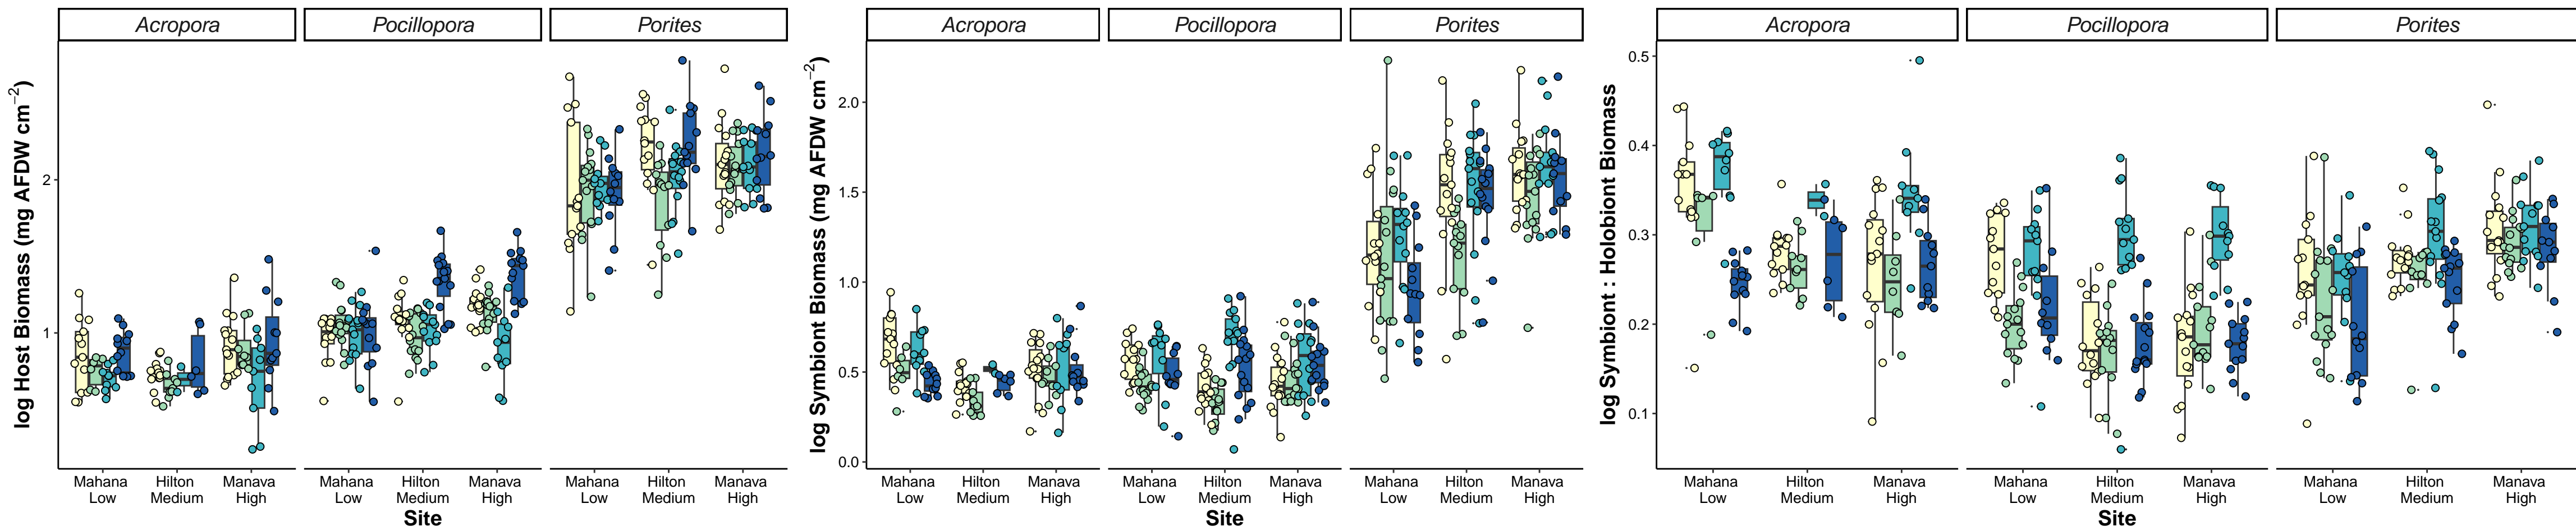 Acropora
Pocillopora
Porites
log Host Biomass (mg AFDW cm⁻²)
2
1
Mahana
Low
Hilton
Medium
Manava
High
Mahana
Low
Hilton
Medium
Manava
High
Mahana
Low
Hilton
Medium
Manava
High
Site
Acropora
Pocillopora
Porites
log Symbiont Biomass (mg AFDW cm⁻²)
2.0
1.5
1.0
0.5
0.0
Mahana
Low
Hilton
Medium
Manava
High
Mahana
Low
Hilton
Medium
Manava
High
Mahana
Low
Hilton
Medium
Manava
High
Site
Acropora
Pocillopora
Porites
log Symbiont : Holobiont Biomass
0.5
0.4
0.3
0.2
0.1
Mahana
Low
Hilton
Medium
Manava
High
Mahana
Low
Hilton
Medium
Manava
High
Mahana
Low
Hilton
Medium
Manava
High
Site